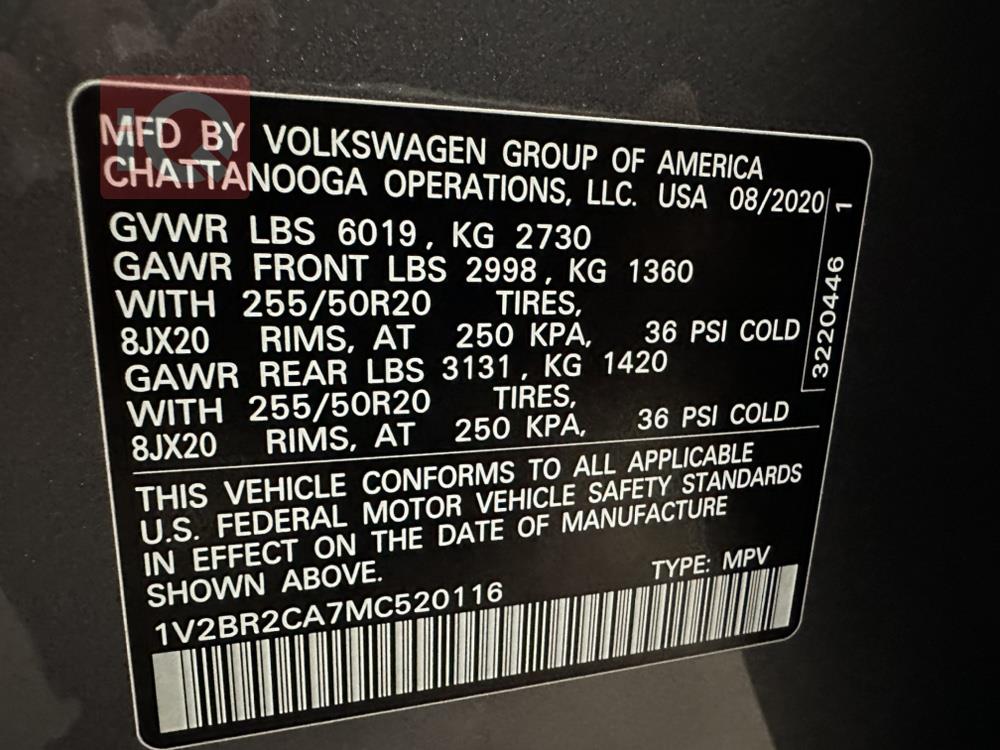 IQ
MFD BY VOLKSWAGEN GROUP OF AMERICA
CHATTANOOGA OPERATIONS, LLC. USA 08/2020
GVWR LBS 6019, KG 2730
GAWR FRONT LBS 2998, KG 1360
WITH 255/50R20 TIRES,
8JX20 RIMS, AT 250 KPA, 36 PSI COLD
GAWR REAR LBS 3131, KG 1420
WITH 255/50R20 TIRES,
8JX20 RIMS, AT 250 KPA, 36 PSI COLD
3220446 1
THIS VEHICLE CONFORMS TO ALL APPLICABLE
U.S. FEDERAL MOTOR VEHICLE SAFETY STANDARDS
IN EFFECT ON THE DATE OF MANUFACTURE
SHOWN ABOVE.
TYPE: MPV
1V2BR2CA7MC520116